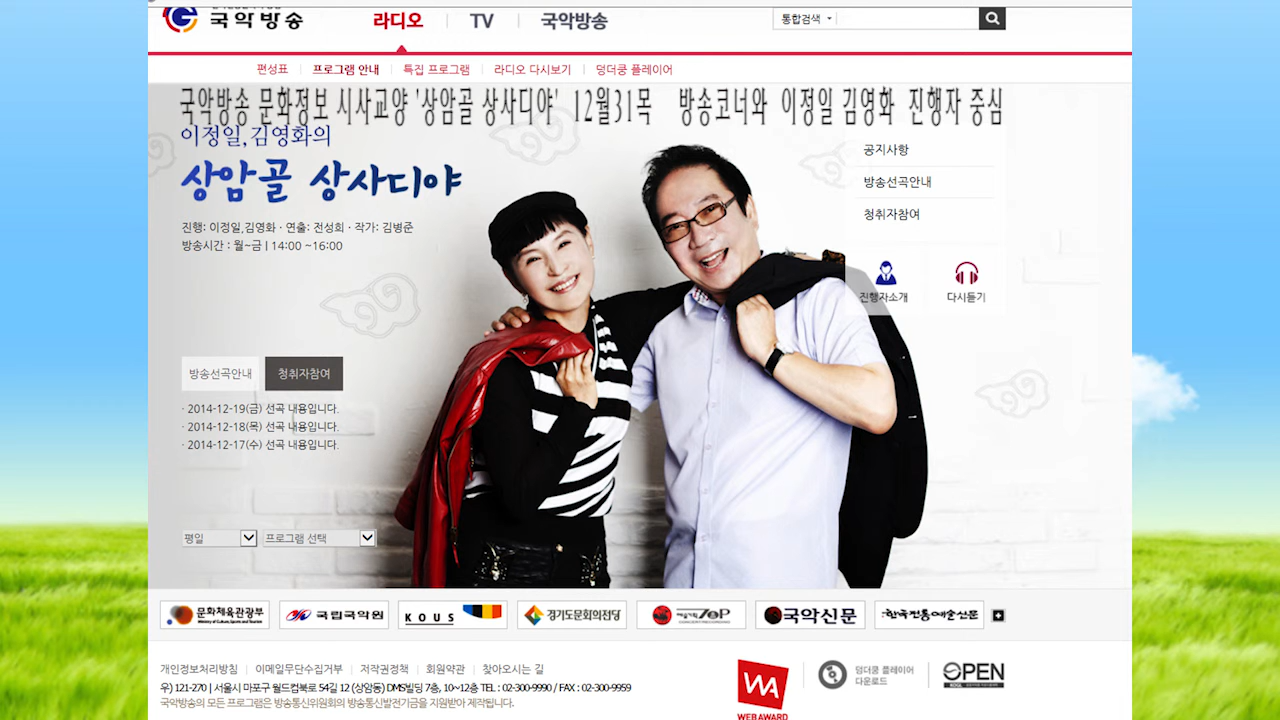 국악방송
라디오
TV
국악방송
통합검색
편성표
프로그램 안내
특집 프로그램
라디오 다시보기
덩더쿵 플레이어
국악방송 문화정보 시사교양 '상암골 상사디야' 12월31목 방송코너와 이정일 김영화 진행자 중심
이정일,김영화의
상암골 상사디야
진행: 이정일,김영화 · 연출: 전성희 · 작가: 김병준
방송시간 : 월~금 | 14:00 ~16:00
공지사항
방송선곡안내
청취자참여
진행자소개
다시듣기
방송선곡안내
청취자참여
· 2014-12-19(금) 선곡 내용입니다.
· 2014-12-18(목) 선곡 내용입니다.
· 2014-12-17(수) 선곡 내용입니다.
평일
프로그램 선택
문화체육관광부
Ministry of Culture, Sports and Tourism
국립국악원
KOUS
경기도문화의전당
TOP
국악신문
한국전통예술신문
개인정보처리방침
이메일무단수집거부
저작권정책
회원약관
찾아오시는 길
우) 121-270 | 서울시 마포구 월드컵북로 54길 12 (상암동) DMS빌딩 7층, 10~12층 TEL : 02-300-9990 / FAX : 02-300-9959
국악방송의 모든 프로그램은 방송통신위원회의 방송통신발전기금을 지원받아 제작됩니다.
WA
WEB AWARD
덩더쿵 플레이어
다운로드
OPEN